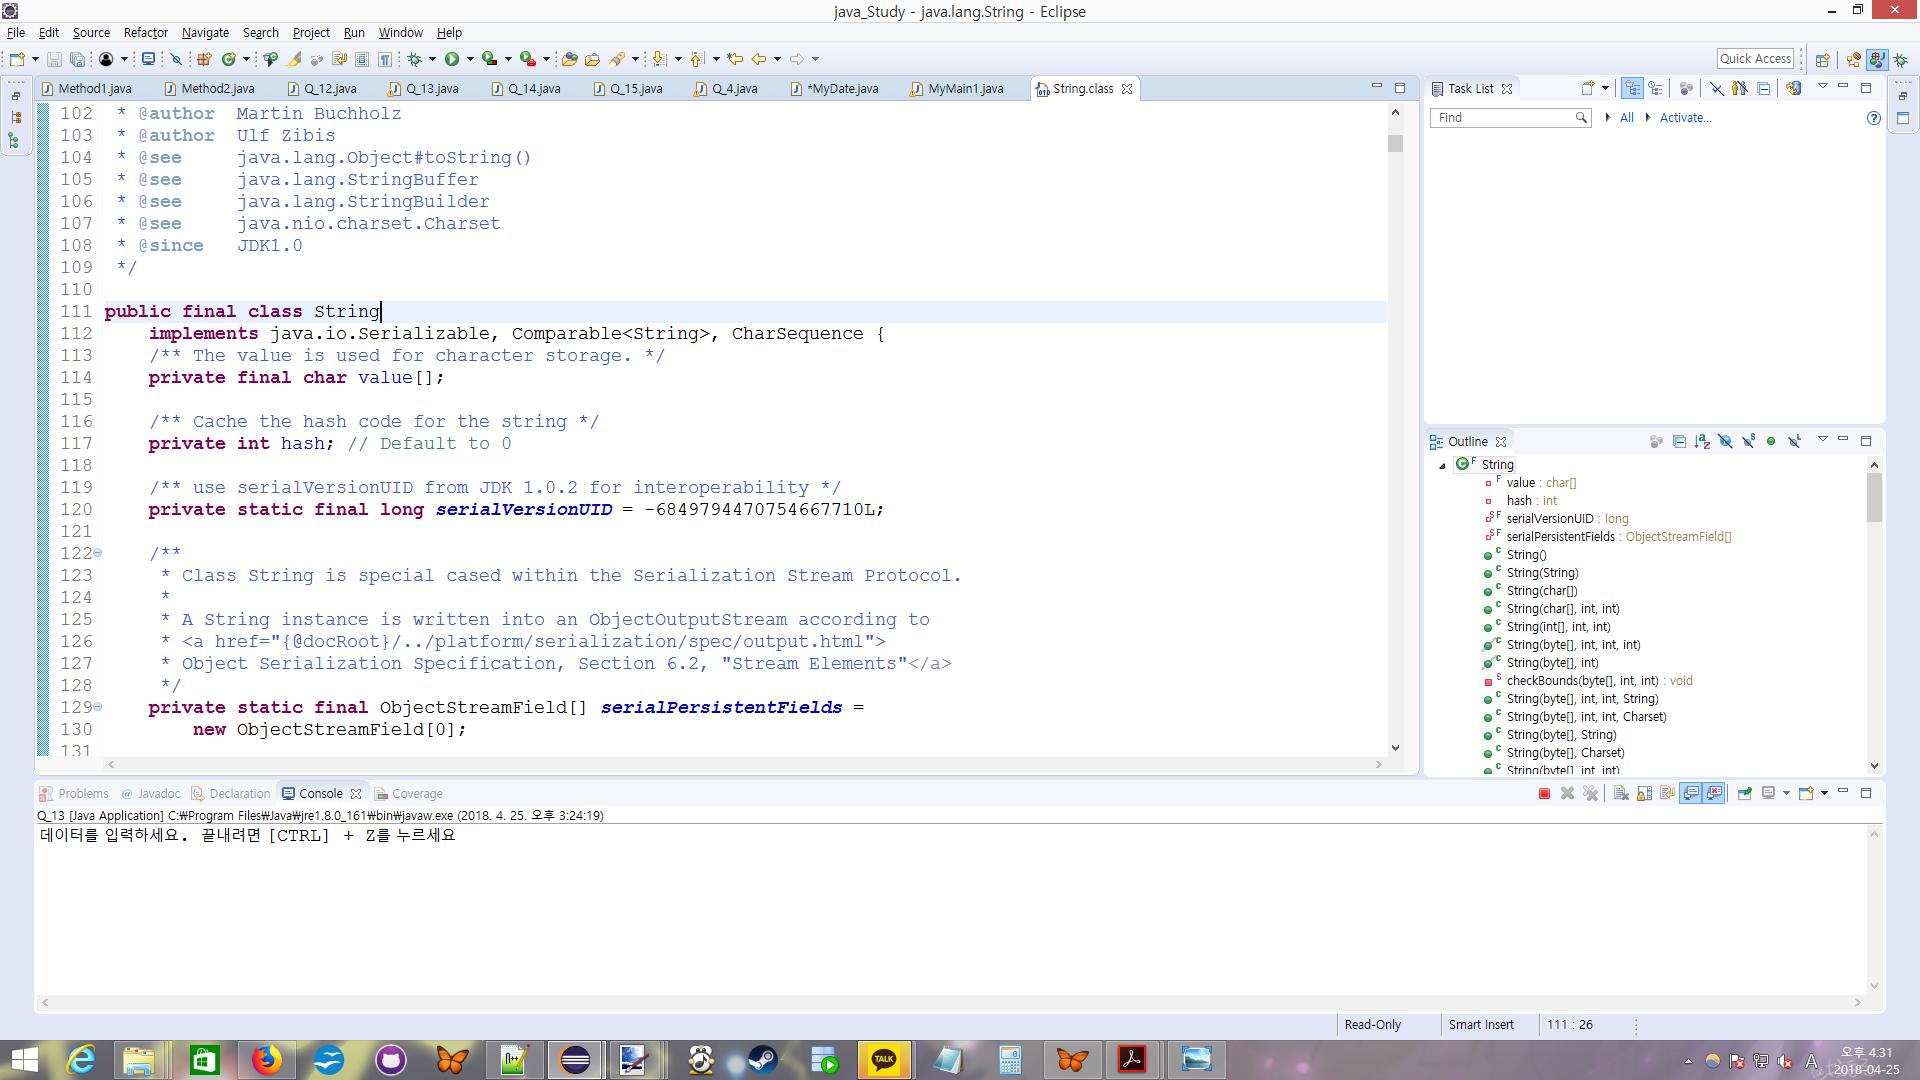 java_Study - java.lang.String - Eclipse
File Edit Source Refactor Navigate Search Project Run Window Help
Quick Access
Method1.java Method2.java Q_12.java Q_13.java Q_14.java Q_15.java Q_4.java *MyDate.java MyMain1.java String.class
102 * @author Martin Buchholz
103 * @author Ulf Zibis
104 * @see java.lang.Object#toString()
105 * @see java.lang.StringBuffer
106 * @see java.lang.StringBuilder
107 * @see java.nio.charset.Charset
108 * @since JDK1.0
109 */
110
111 public final class String
112 implements java.io.Serializable, Comparable<String>, CharSequence {
113 /** The value is used for character storage. */
114 private final char value[];
115
116 /** Cache the hash code for the string */
117 private int hash; // Default to 0
118
119 /** use serialVersionUID from JDK 1.0.2 for interoperability */
120 private static final long serialVersionUID = -6849794470754667710L;
121
122 /**
123 * Class String is special cased within the Serialization Stream Protocol.
124 *
125 * A String instance is written into an ObjectOutputStream according to
126 * <a href="{@docRoot}/../platform/serialization/spec/output.html">
127 * Object Serialization Specification, Section 6.2, "Stream Elements"</a>
128 */
129 private static final ObjectStreamField[] serialPersistentFields =
130 new ObjectStreamField[0];
131
Task List
Find All Activate...
Outline
String
value : char[]
hash : int
serialVersionUID : long
serialPersistentFields : ObjectStreamField[]
String()
String(String)
String(char[])
String(char[], int, int)
String(int[], int, int)
String(byte[], int, int, int)
String(byte[], int)
checkBounds(byte[], int, int) : void
String(byte[], int, int, String)
String(byte[], int, int, Charset)
String(byte[], String)
String(byte[], Charset)
String(byte[], int, int)
Problems Javadoc Declaration Console Coverage
Q_13 [Java Application] C:₩Program Files₩Java₩jre1.8.0_161₩bin₩javaw.exe (2018. 4. 25. 오후 3:24:19)
데이터를 입력하세요. 끝내려면 [CTRL] + Z를 누르세요
Read-Only Smart Insert 111 : 26
TALK
A
오후 4:31
2018-04-25